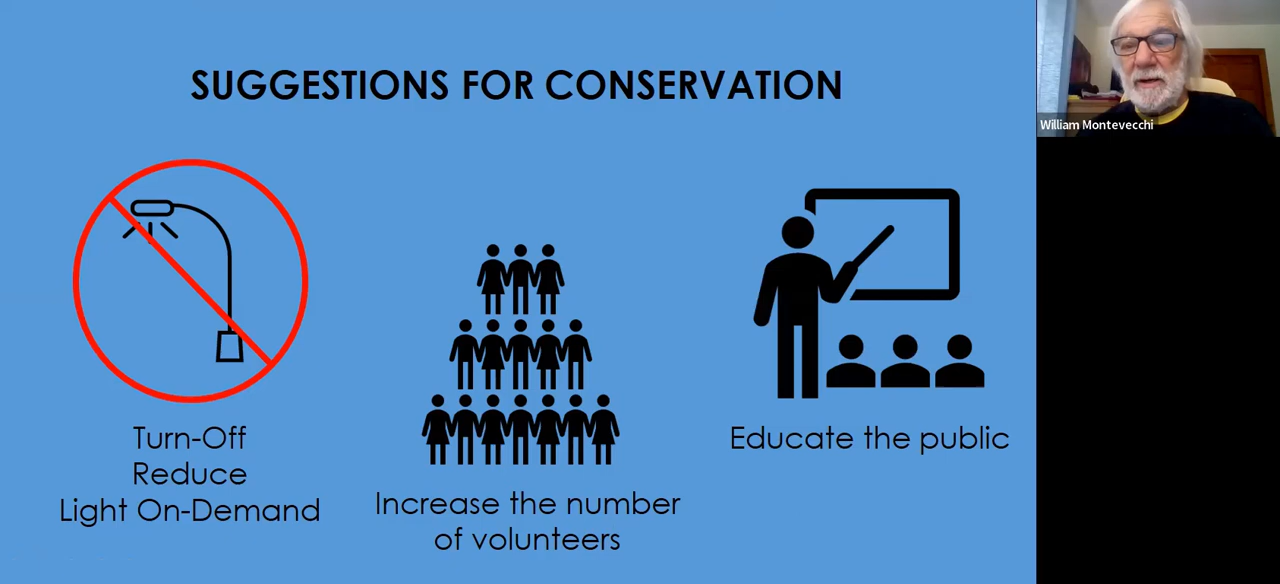 SUGGESTIONS FOR CONSERVATION
Turn-Off
Reduce
Light On-Demand
Increase the number
of volunteers
Educate the public
William Montevecchi